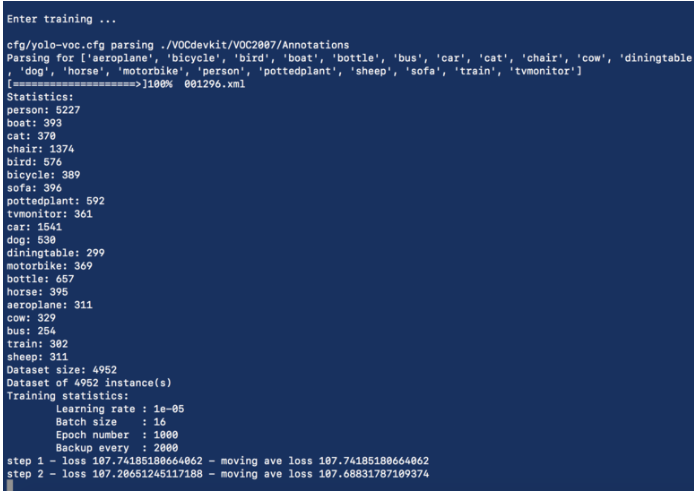 Enter training ...
cfg/yolo-voc.cfg parsing ./VOCdevkit/VOC2007/Annotations
Parsing for ['aeroplane', 'bicycle', 'bird', 'boat', 'bottle', 'bus', 'car', 'cat', 'chair', 'cow', 'diningtable
', 'dog', 'horse', 'motorbike', 'person', 'pottedplant', 'sheep', 'sofa', 'train', 'tvmonitor']
[====================>]100%  001296.xml
Statistics:
person: 5227
boat: 393
cat: 370
chair: 1374
bird: 576
bicycle: 389
sofa: 396
pottedplant: 592
tvmonitor: 361
car: 1541
dog: 530
diningtable: 299
motorbike: 369
bottle: 657
horse: 395
aeroplane: 311
cow: 329
bus: 254
train: 302
sheep: 311
Dataset size: 4952
Dataset of 4952 instance(s)
Training statistics:
Learning rate : 1e-05
Batch size    : 16
Epoch number  : 1000
Backup every  : 2000
step 1 - loss 107.74185180664062 - moving ave loss 107.74185180664062
step 2 - loss 107.20651245117188 - moving ave loss 107.68831787109374